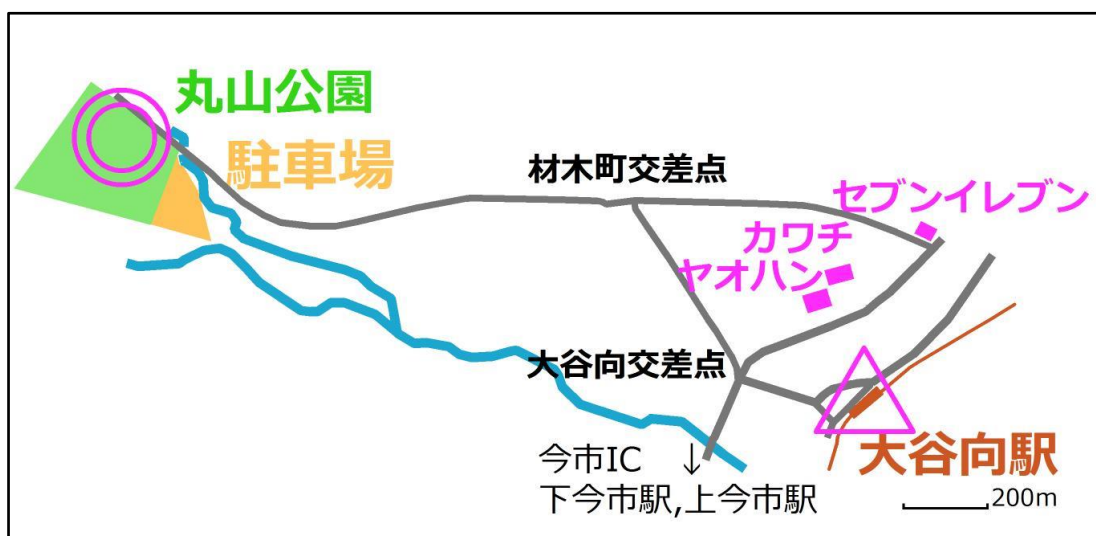 丸山公園
駐車場
材木町交差点
セブンイレブン
カワチ
ヤオハン
大谷向交差点
大谷向駅
今市IC ↓
下今市駅,上今市駅
200m